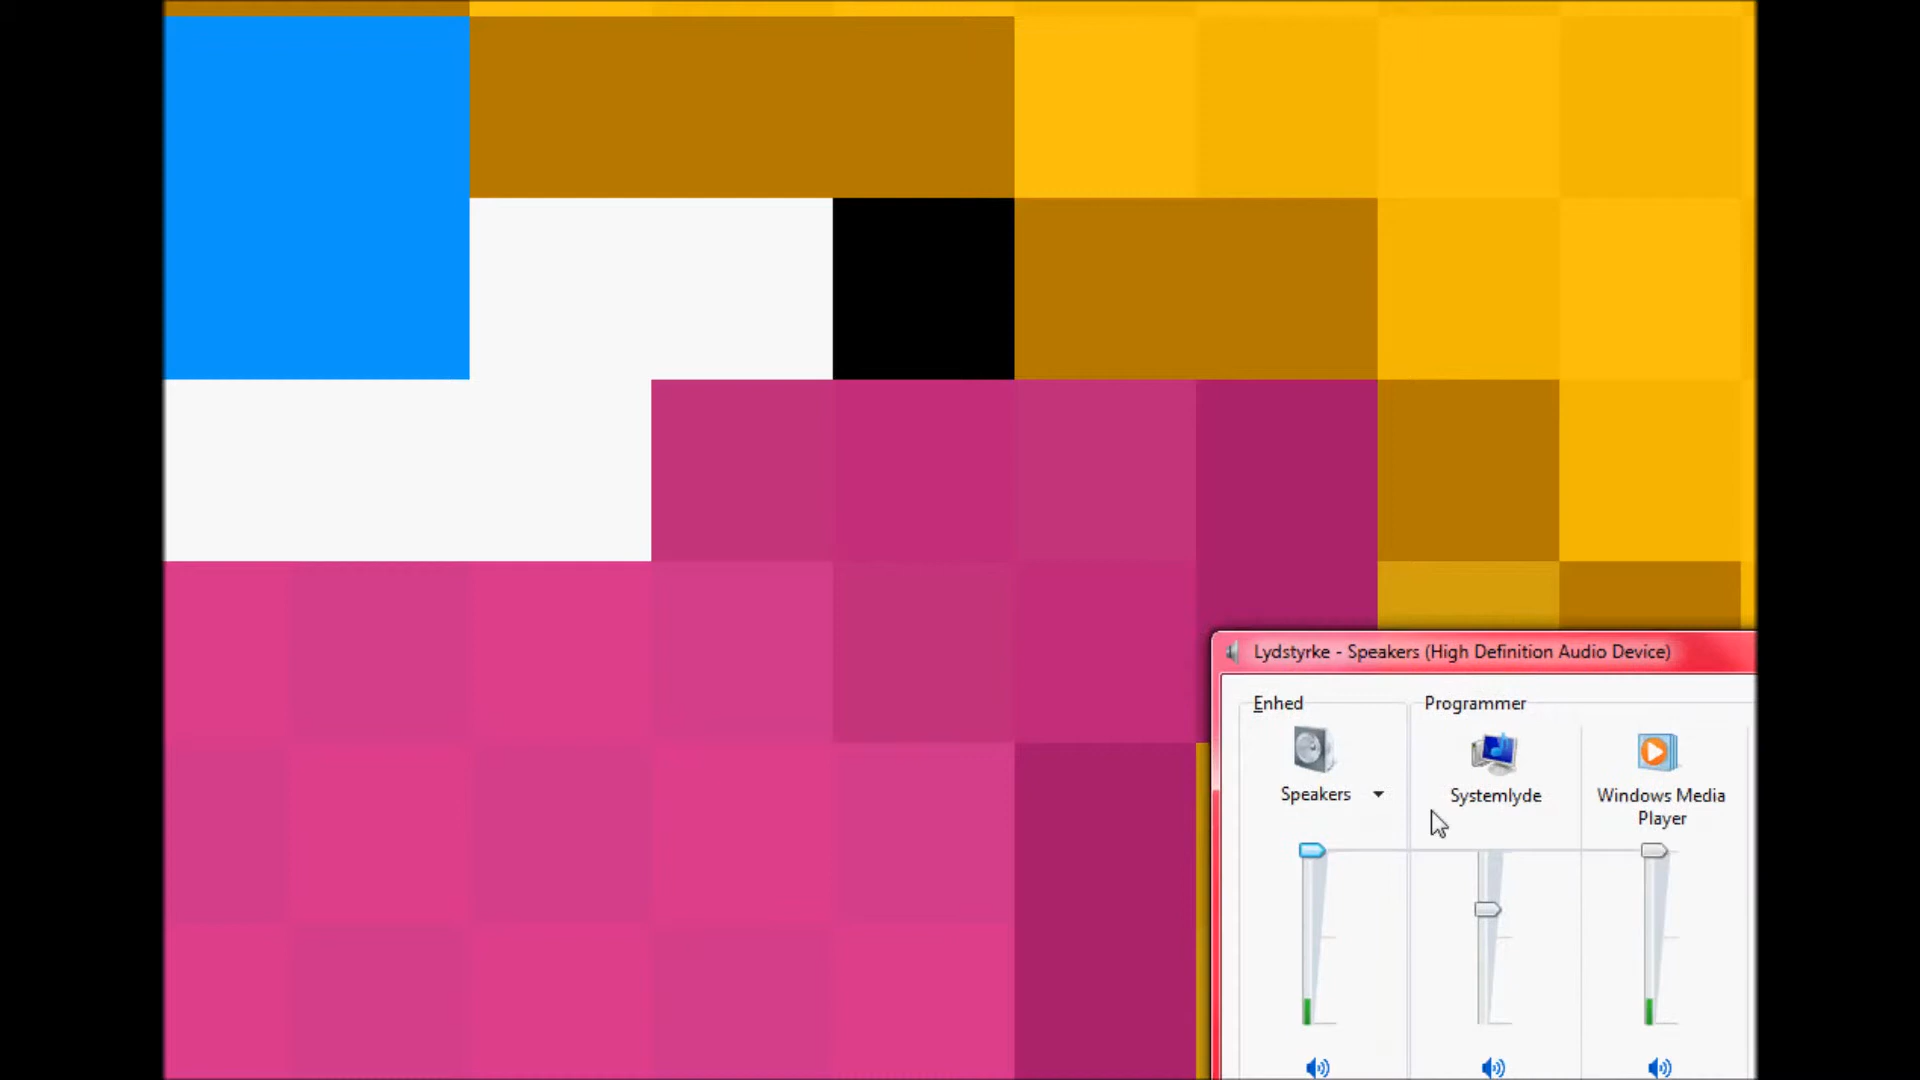 Lydstyrke - Speakers (High Definition Audio Device)
Enhed
Programmer
Speakers
Systemlyde
Windows Media
Player